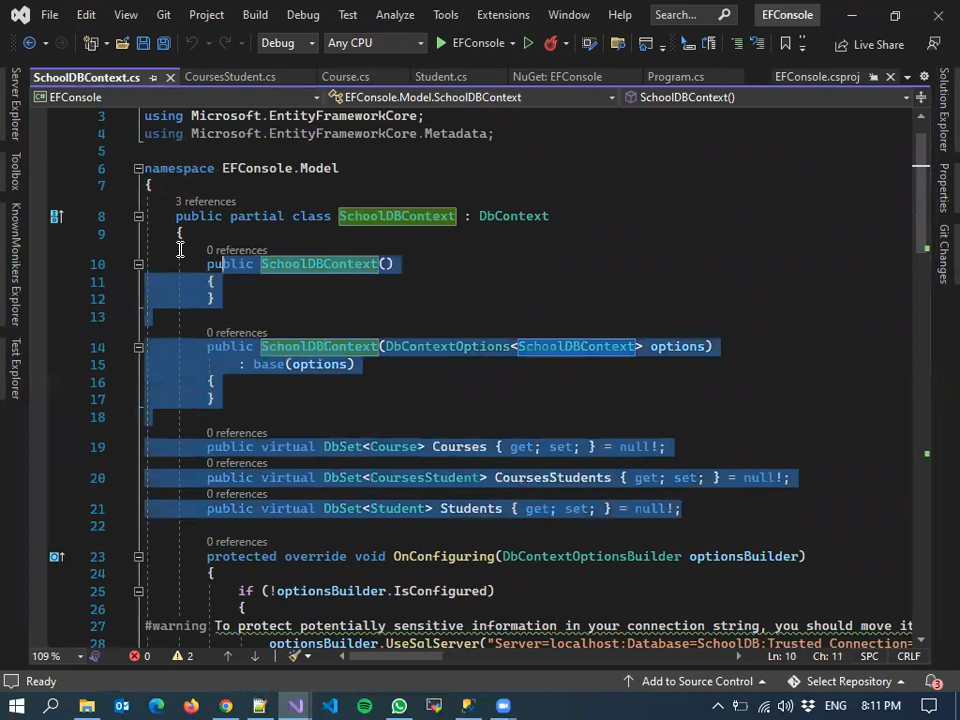 File Edit View Git Project Build Debug Test Analyze Tools Extensions Window Help Search... EFConsole
Debug Any CPU EFConsole Live Share
SchoolDBContext.cs CoursesStudent.cs Course.cs Student.cs NuGet: EFConsole Program.cs EFConsole.csproj
EFConsole EFConsole.Model.SchoolDBContext SchoolDBContext()
Server Explorer
Toolbox
KnownMonikers Explorer
Test Explorer
3 using Microsoft.EntityFrameworkCore;
4 using Microsoft.EntityFrameworkCore.Metadata;
5
6 namespace EFConsole.Model
7 {
3 references
8 public partial class SchoolDBContext : DbContext
9 {
0 references
10 public SchoolDBContext()
11 {
12 }
13
0 references
14 public SchoolDBContext(DbContextOptions<SchoolDBContext> options)
15 : base(options)
16 {
17 }
18
0 references
19 public virtual DbSet<Course> Courses { get; set; } = null!;
0 references
20 public virtual DbSet<CoursesStudent> CoursesStudents { get; set; } = null!;
0 references
21 public virtual DbSet<Student> Students { get; set; } = null!;
22
0 references
23 protected override void OnConfiguring(DbContextOptionsBuilder optionsBuilder)
24 {
25 if (!optionsBuilder.IsConfigured)
26 {
27 #warning To protect potentially sensitive information in your connection string, you should move it
28 optionsBuilder.UseSqlServer("Server=localhost;Database=SchoolDB;Trusted_Connection=
Solution Explorer
Properties
Git Changes
109 % 0 2 Ln: 10 Ch: 11 SPC CRLF
Ready Add to Source Control Select Repository 3
8:11 PM